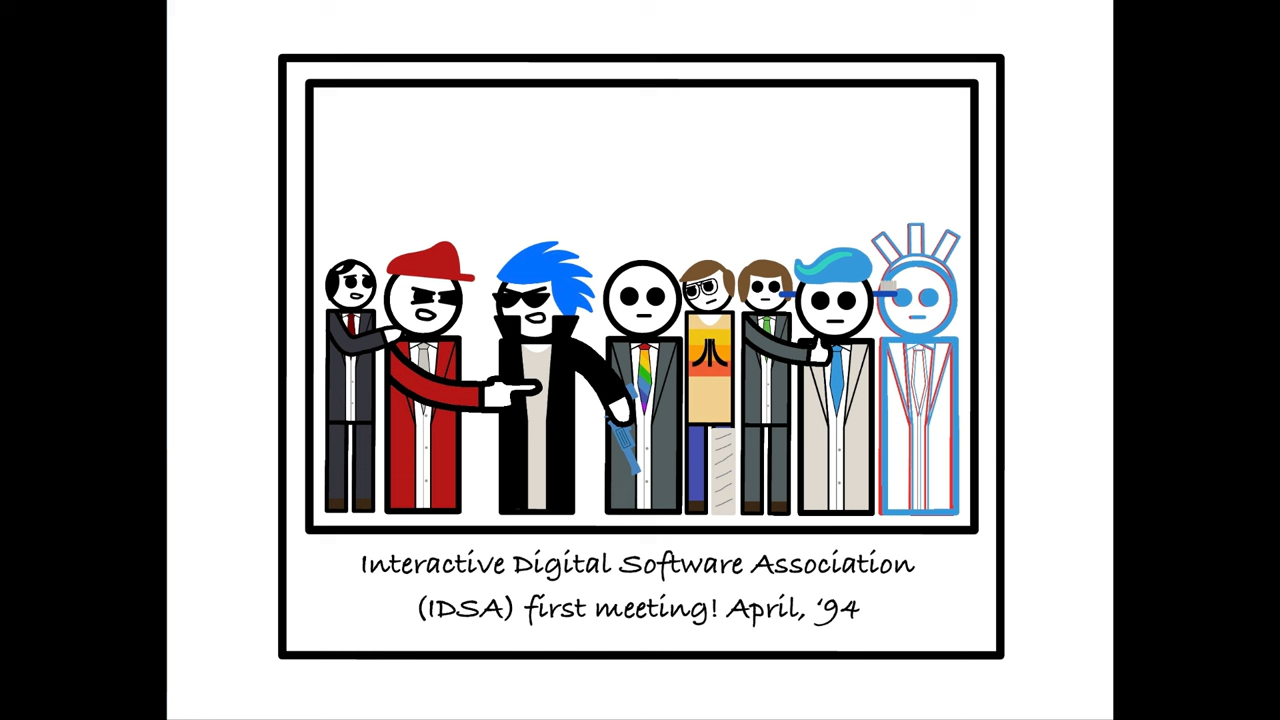 Interactive Digital Software Association
(IDSA) first meeting! April, ‘94